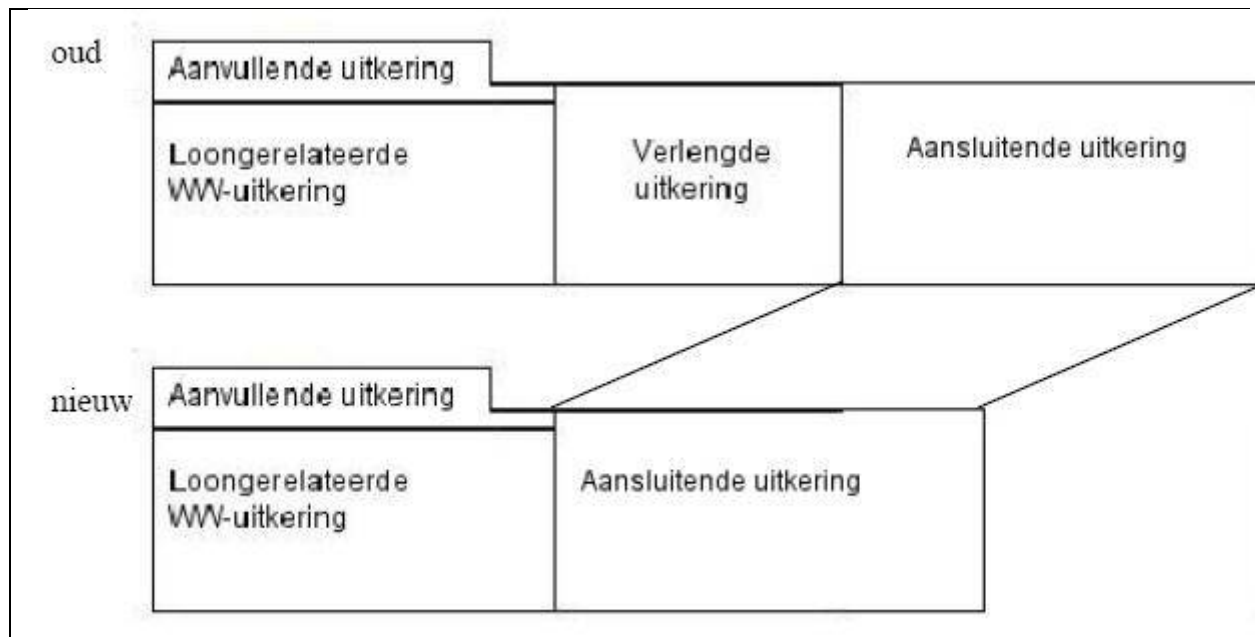 oud
Aanvullende uitkering
Loongerelateerde
WW-uitkering
Verlengde
uitkering
Aansluitende uitkering
nieuw
Aanvullende uitkering
Loongerelateerde
WW-uitkering
Aansluitende uitkering